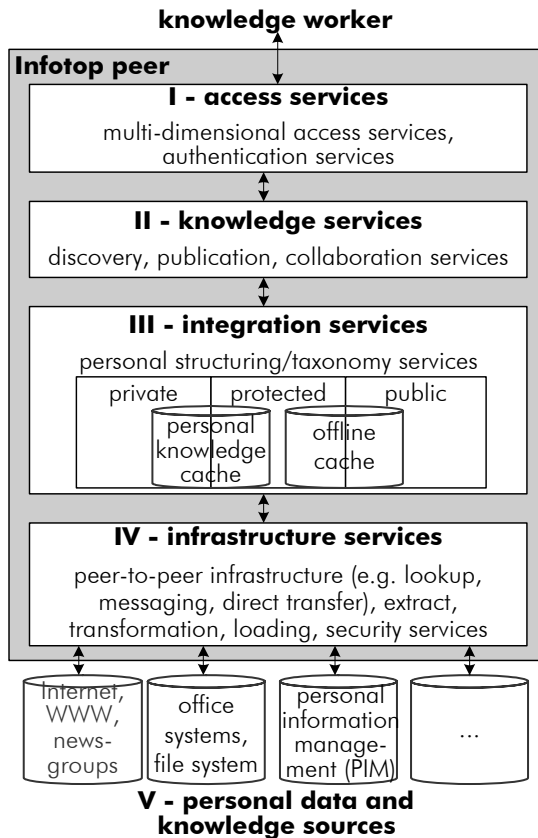 knowledge worker
Infotop peer
I - access services
multi-dimensional access services,
authentication services
II - knowledge services
discovery, publication, collaboration services
III - integration services
personal structuring/taxonomy services
private protected public
personal
knowledge
cache
offline
cache
IV - infrastructure services
peer-to-peer infrastructure (e.g. lookup,
messaging, direct transfer), extract,
transformation, loading, security services
Internet,
WWW,
news-
groups
office
systems,
file system
personal
information
manage-
ment (PIM)
...
V - personal data and
knowledge sources